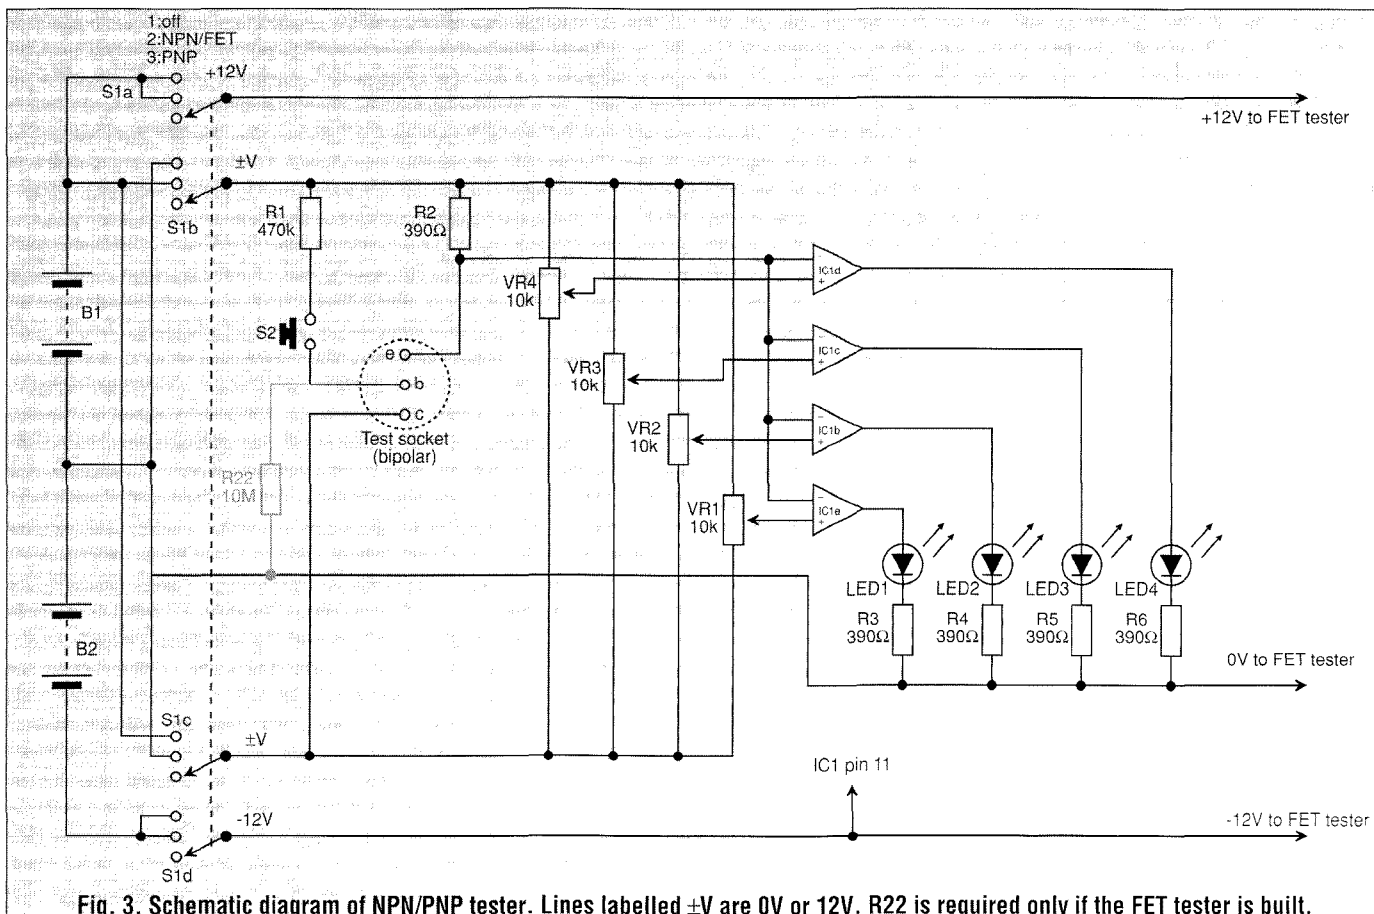 1:off
2:NPN/FET
3:PNP
S1a
+12V
+12V to FET tester
±V
S1b
R1
470k
R2
390Ω
VR4
10k
IC1d
- +
B1
S2
e
b
c
Test socket
(bipolar)
VR3
10k
IC1c
- +
VR2
10k
IC1b
- +
R22
10M
VR1
10k
IC1e
- +
LED1
LED2
LED3
LED4
R3
390Ω
R4
390Ω
R5
390Ω
R6
390Ω
B2
0V to FET tester
S1c
±V
IC1 pin 11
-12V
-12V to FET tester
S1d
Fig. 3. Schematic diagram of NPN/PNP tester. Lines labelled ±V are 0V or 12V. R22 is required only if the FET tester is built.